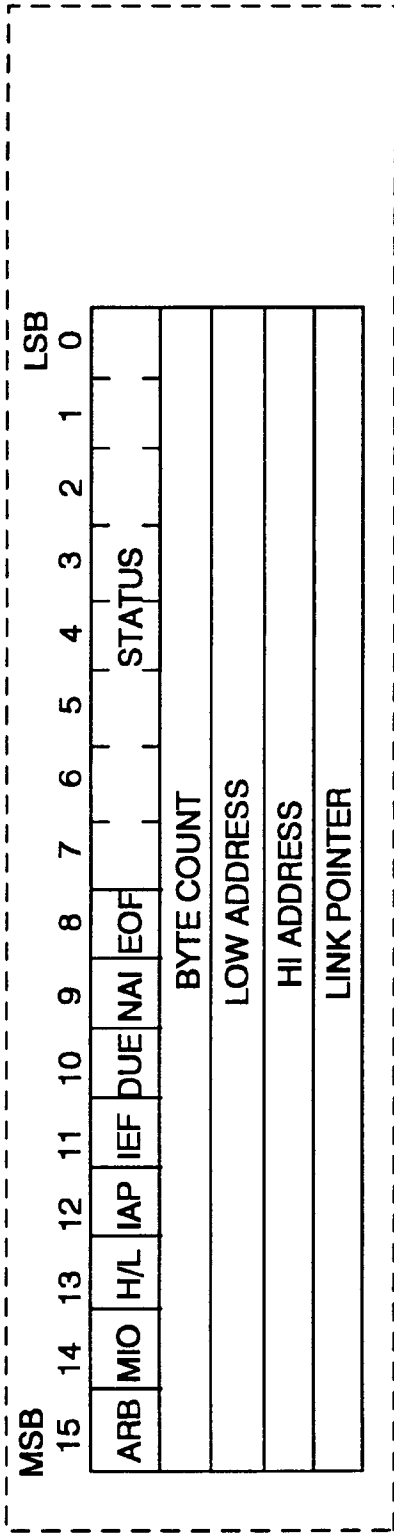 MSB LSB
15 14 13 12 11 10 9 8 7 6 5 4 3 2 1 0
ARB MIO H/L IAP IEF DUE NAI EOF STATUS
BYTE COUNT
LOW ADDRESS
HI ADDRESS
LINK POINTER